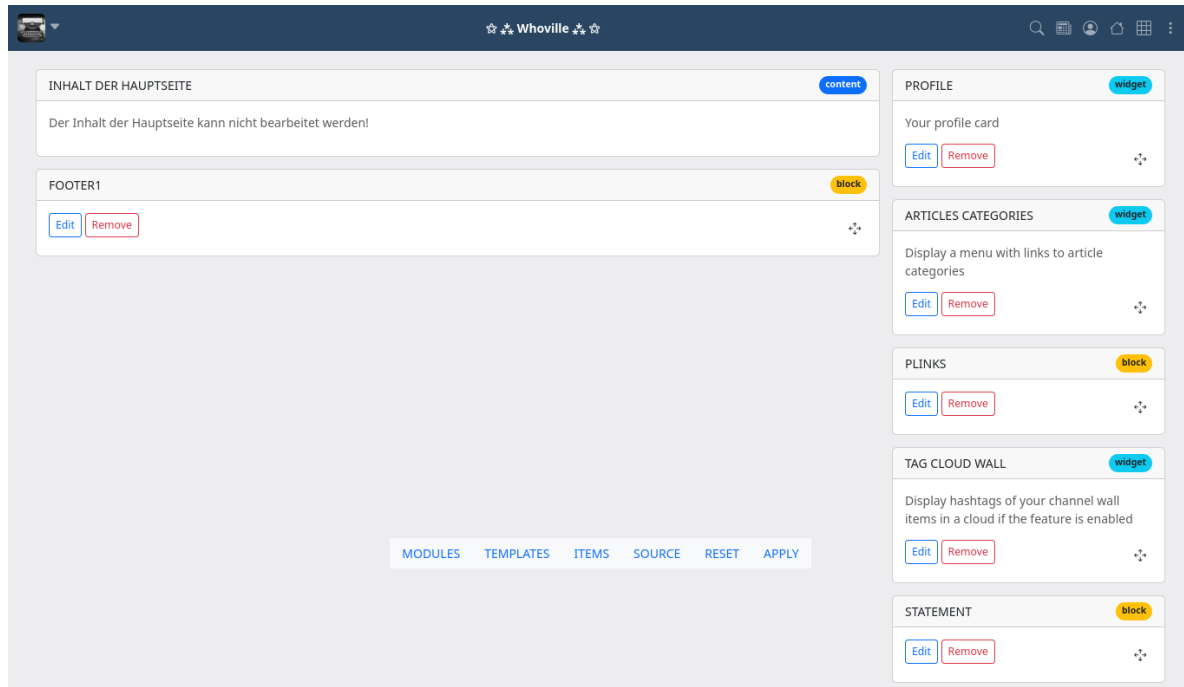 ☆ ⁂ Whoville ⁂ ☆
INHALT DER HAUPTSEITE content
Der Inhalt der Hauptseite kann nicht bearbeitet werden!
FOOTER1 block
Edit Remove
MODULES TEMPLATES ITEMS SOURCE RESET APPLY
PROFILE widget
Your profile card
Edit Remove
ARTICLES CATEGORIES widget
Display a menu with links to article
categories
Edit Remove
PLINKS block
Edit Remove
TAG CLOUD WALL widget
Display hashtags of your channel wall
items in a cloud if the feature is enabled
Edit Remove
STATEMENT block
Edit Remove